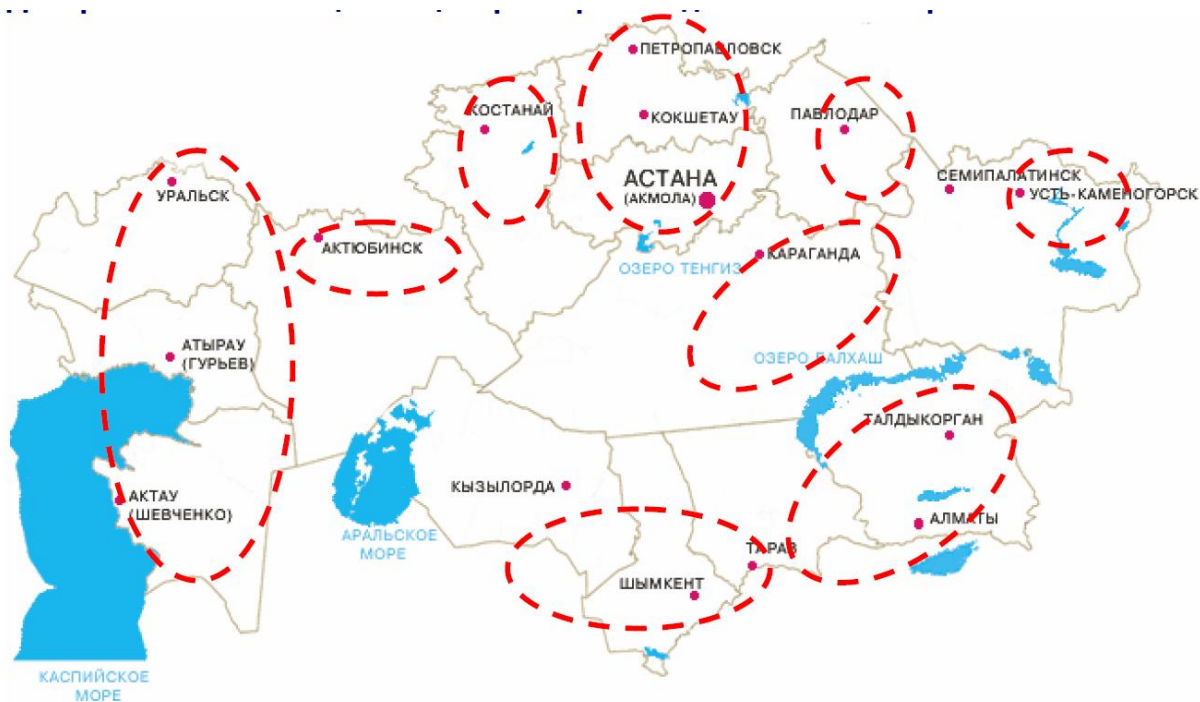 ПЕТРОПАВЛОВСК
КОСТАНАЙ
КОКШЕТАУ
ПАВЛОДАР
АСТАНА
(АКМОЛА)
СЕМИПАЛАТИНСК
УСТЬ-КАМЕНОГОРСК
УРАЛЬСК
АКТЮБИНСК
ОЗЕРО ТЕНГИЗ
КАРАГАНДА
АТЫРАУ
(ГУРЬЕВ)
ОЗЕРО БАЛХАШ
ТАЛДЫКОРГАН
КЫЗЫЛОРДА
АКТАУ
(ШЕВЧЕНКО)
АЛМАТЫ
АРАЛЬСКОЕ
МОРЕ
ТАРАЗ
ШЫМКЕНТ
КАСПИЙСКОЕ
МОРЕ